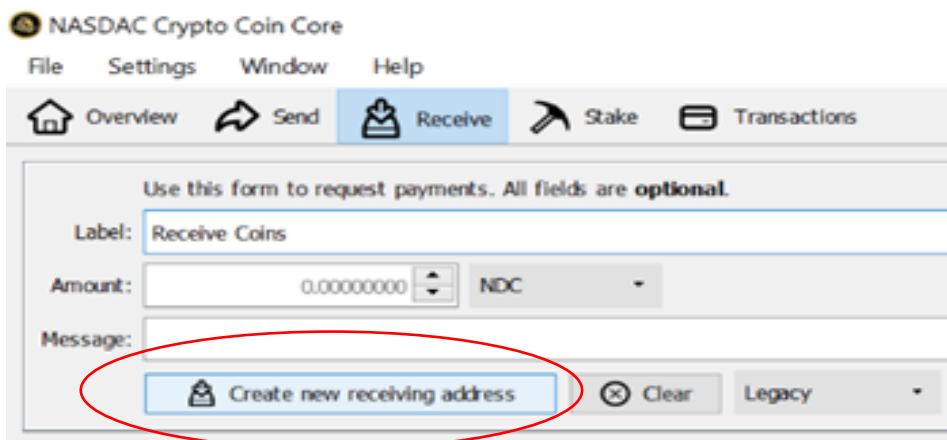 NASDAC Crypto Coin Core
File Settings Window Help
Overview Send Receive Stake Transactions
Use this form to request payments. All fields are optional.
Label: Receive Coins
Amount: 0.00000000 NDC
Message:
Create new receiving address Clear Legacy